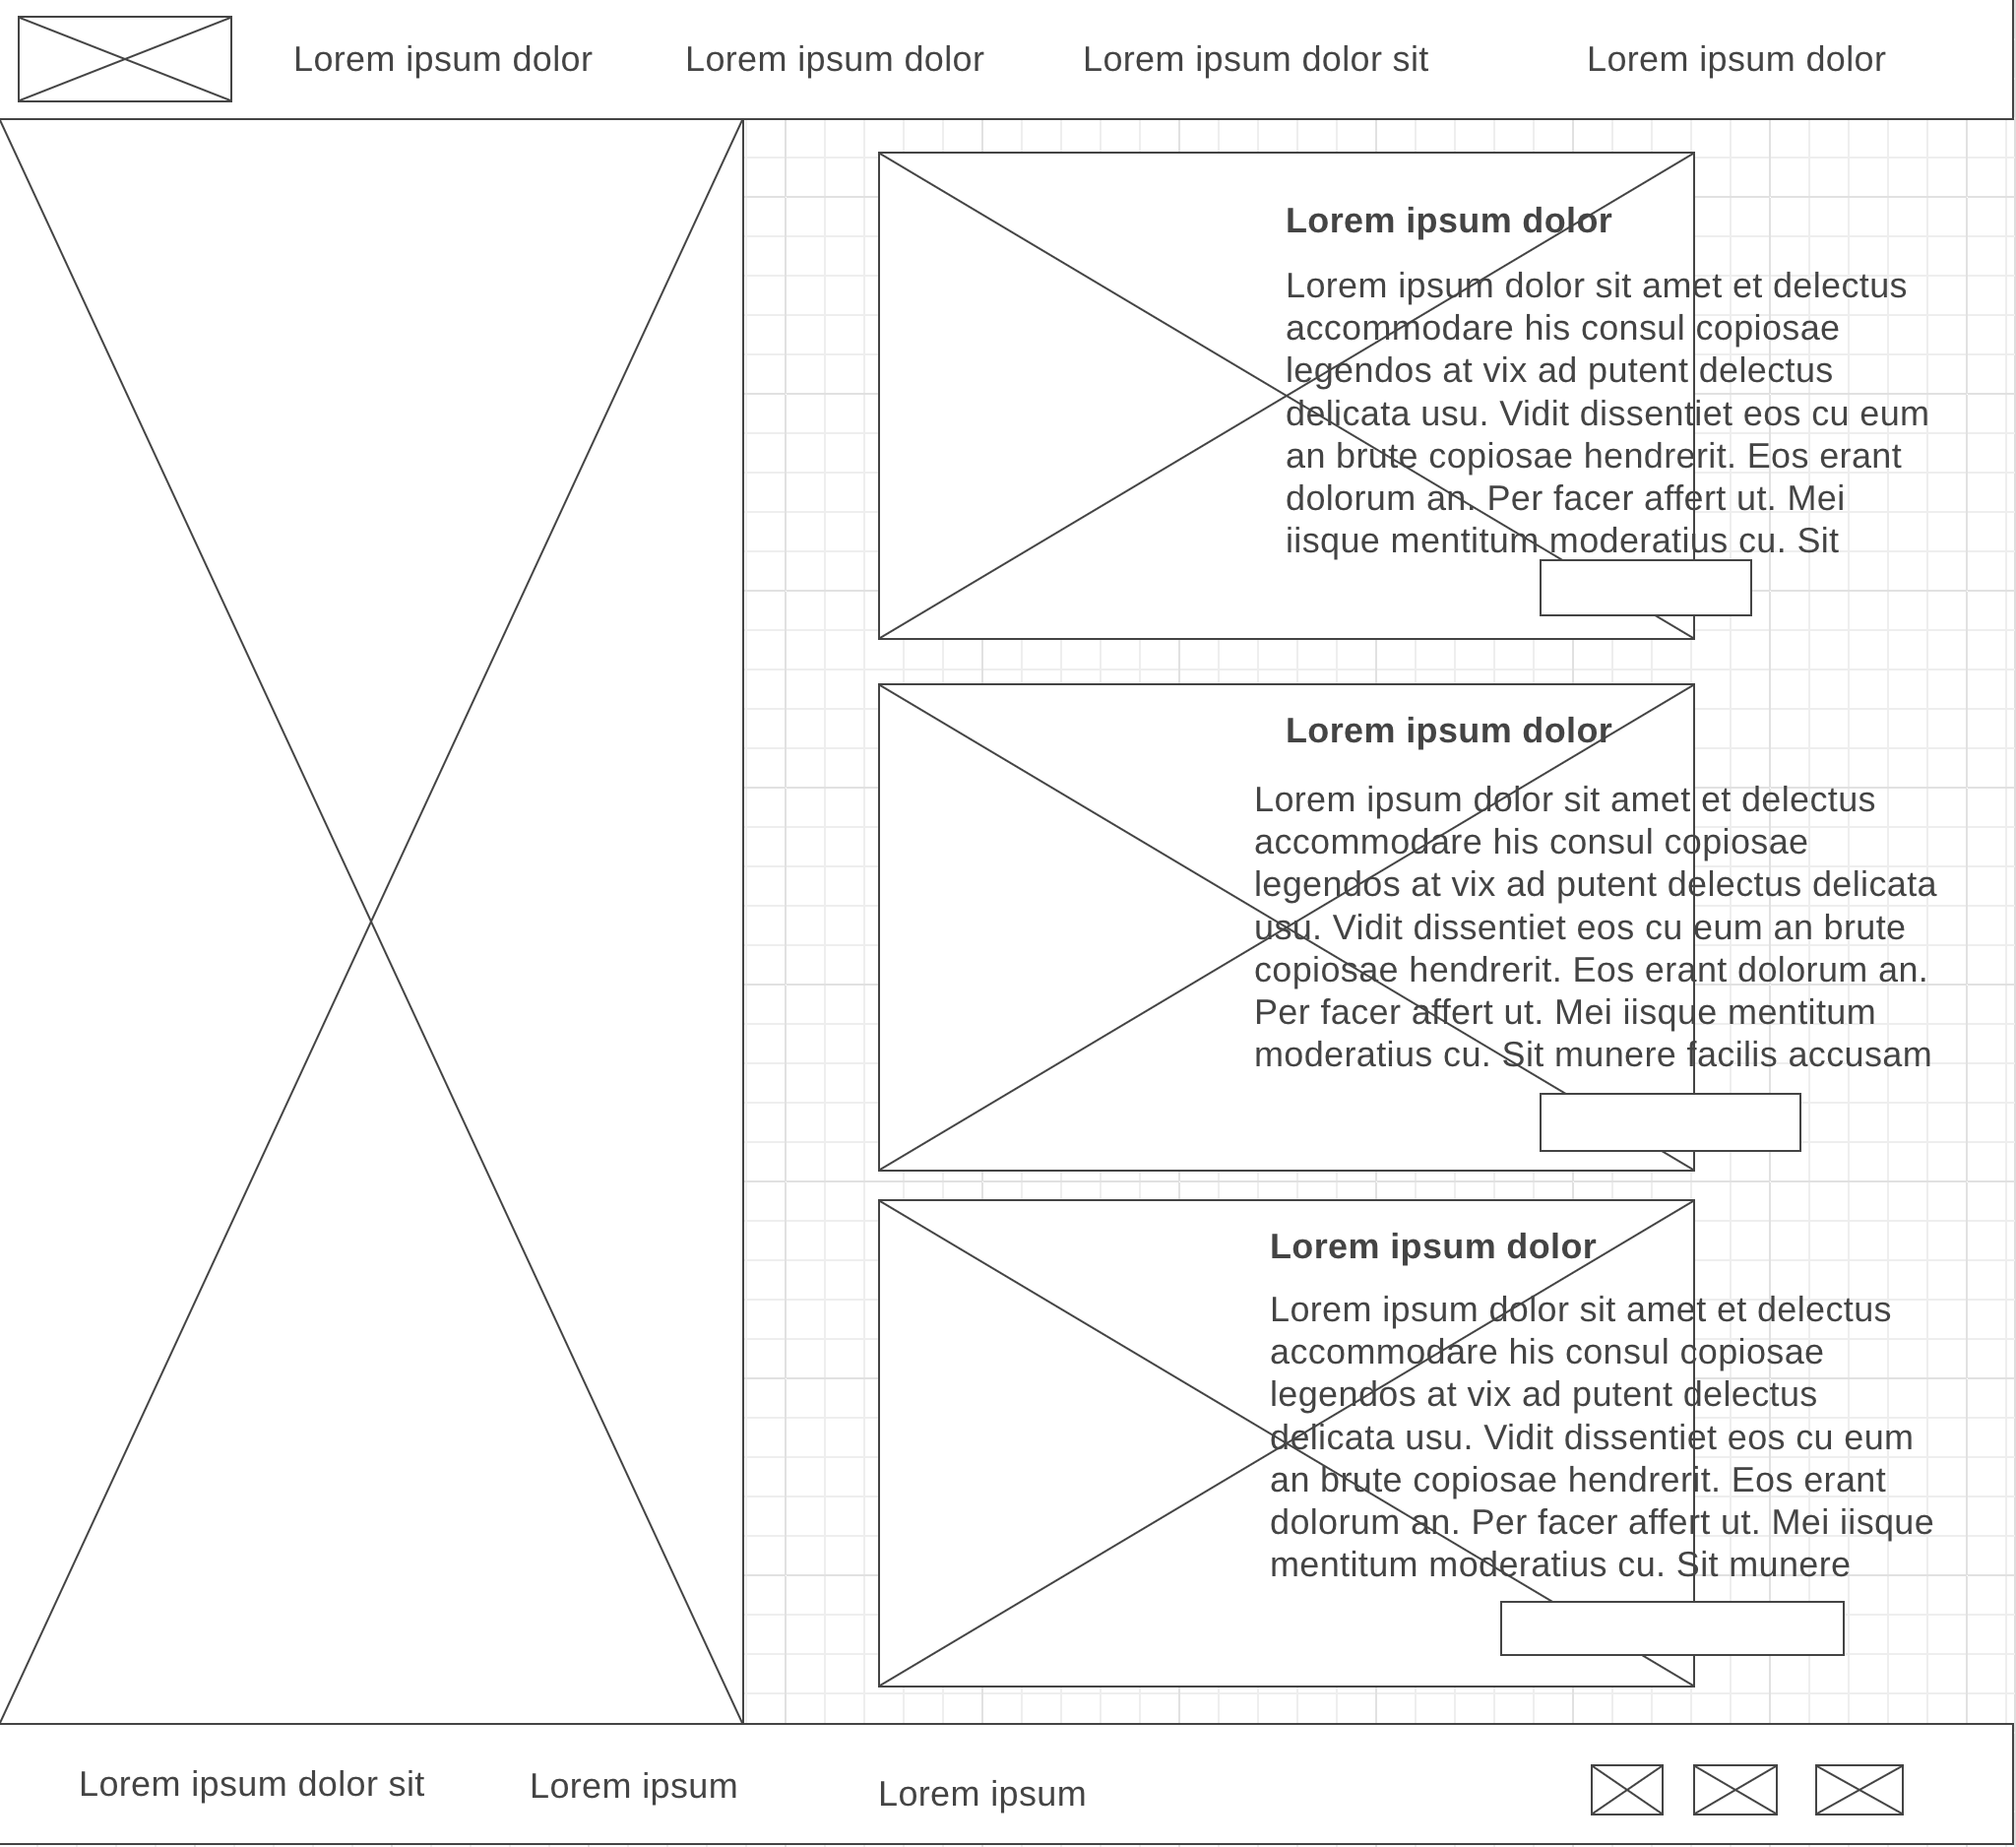 Lorem ipsum dolor
Lorem ipsum dolor
Lorem ipsum dolor sit
Lorem ipsum dolor
Lorem ipsum dolor
Lorem ipsum dolor sit amet et delectus
accommodare his consul copiosae
legendos at vix ad putent delectus
delicata usu. Vidit dissentiet eos cu eum
an brute copiosae hendrerit. Eos erant
dolorum an. Per facer affert ut. Mei
iisque mentitum moderatius cu. Sit
Lorem ipsum dolor
Lorem ipsum dolor sit amet et delectus
accommodare his consul copiosae
legendos at vix ad putent delectus delicata
usu. Vidit dissentiet eos cu eum an brute
copiosae hendrerit. Eos erant dolorum an.
Per facer affert ut. Mei iisque mentitum
moderatius cu. Sit munere facilis accusam
Lorem ipsum dolor
Lorem ipsum dolor sit amet et delectus
accommodare his consul copiosae
legendos at vix ad putent delectus
delicata usu. Vidit dissentiet eos cu eum
an brute copiosae hendrerit. Eos erant
dolorum an. Per facer affert ut. Mei iisque
mentitum moderatius cu. Sit munere
Lorem ipsum dolor sit
Lorem ipsum
Lorem ipsum